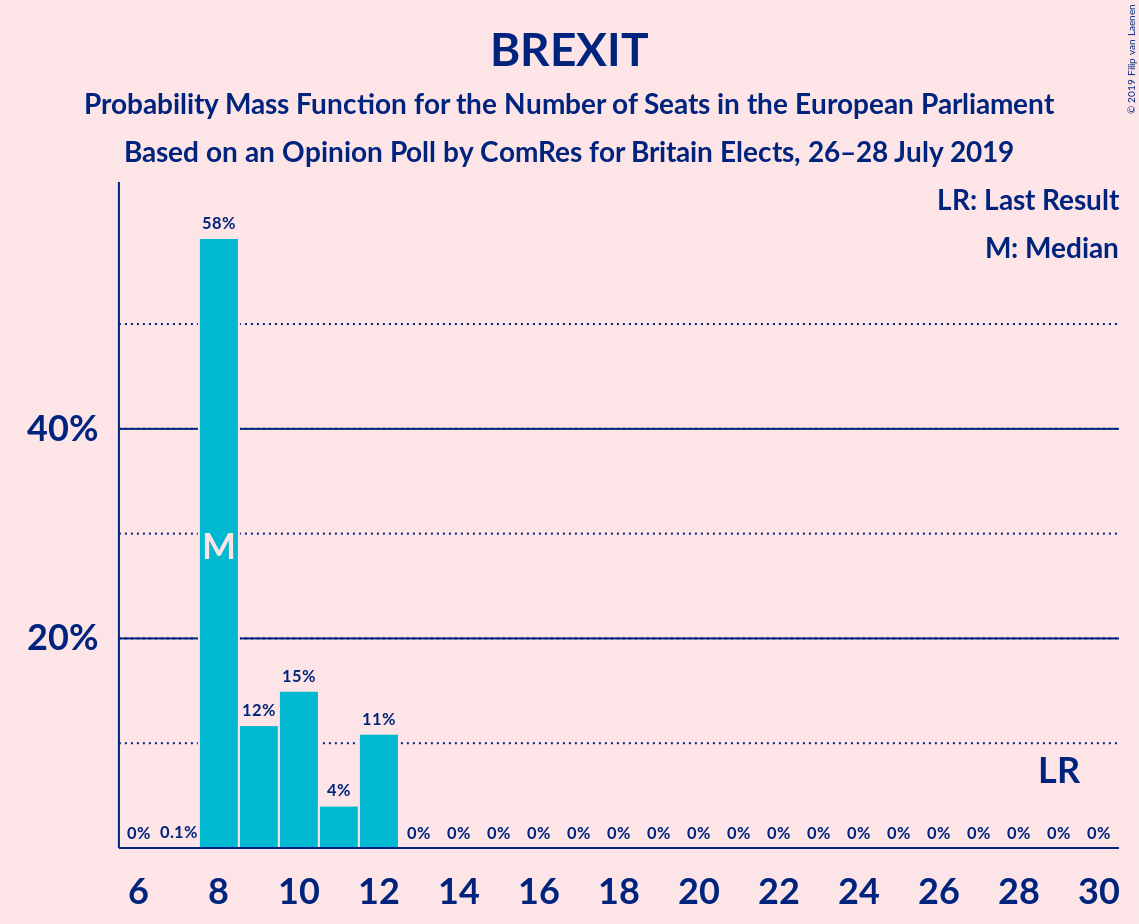 BREXIT
Probability Mass Function for the Number of Seats in the European Parliament
Based on an Opinion Poll by ComRes for Britain Elects, 26–28 July 2019
© 2019 Filip van Laenen
LR: Last Result
M: Median
58%
40%
M
20%
15%
12%
11%
LR
4%
0% 0.1% 0% 0% 0% 0% 0% 0% 0% 0% 0% 0% 0% 0% 0% 0% 0% 0% 0% 0%
6 8 10 12 14 16 18 20 22 24 26 28 30